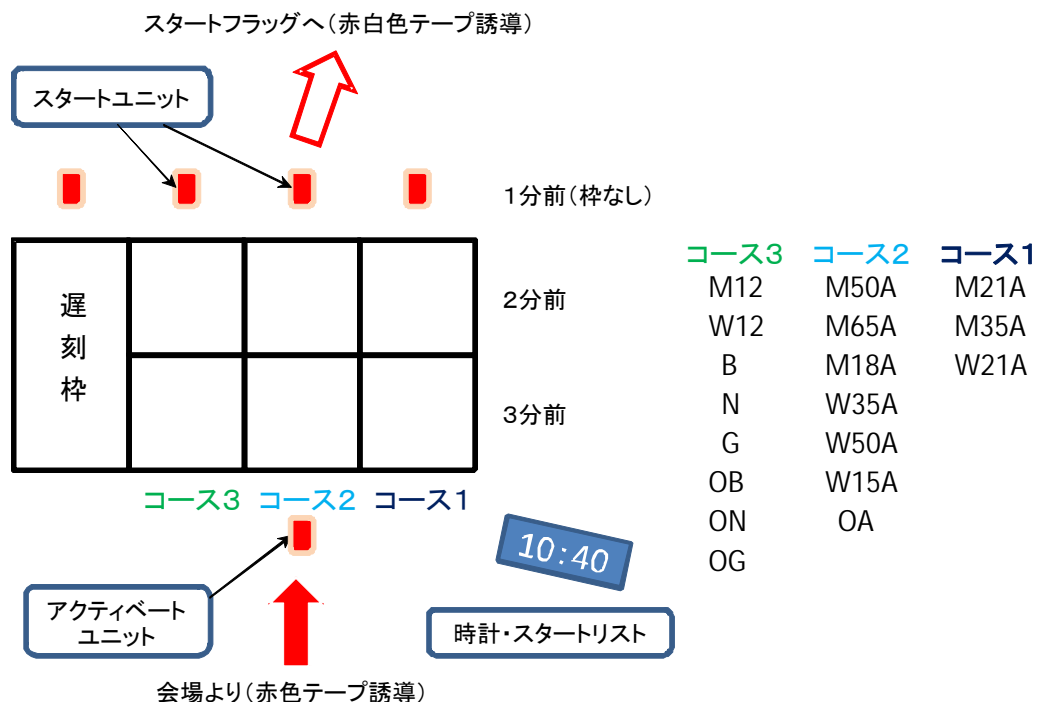 スタートフラッグへ（赤白色テープ誘導）
スタートユニット
1分前（枠なし）
遅
刻
枠
2分前
3分前
コース3 コース2 コース1
アクティベート
ユニット
10:40
時計・スタートリスト
会場より（赤色テープ誘導）
コース3 コース2 コース1
M12 M50A M21A
W12 M65A M35A
B M18A W21A
N W35A
G W50A
OB W15A
ON OA
OG